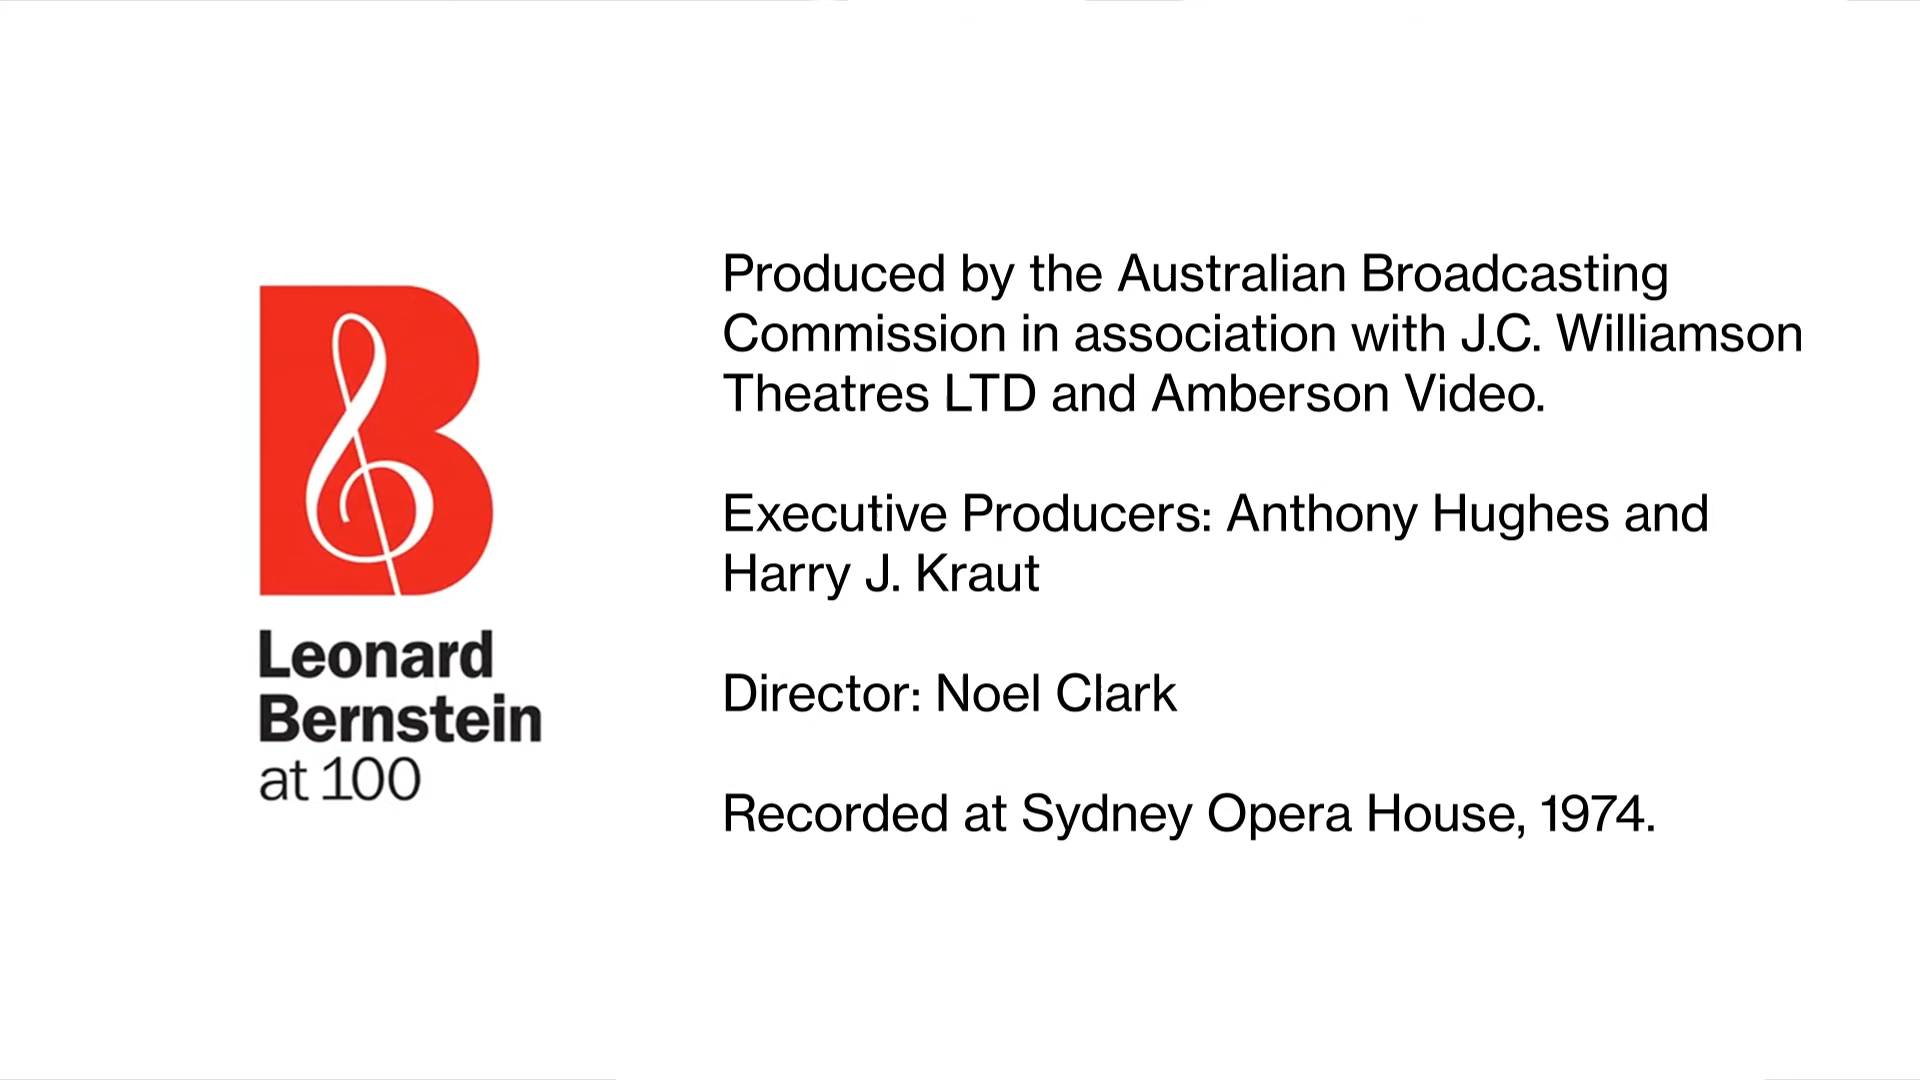 Leonard
Bernstein
at 100
Produced by the Australian Broadcasting
Commission in association with J.C. Williamson
Theatres LTD and Amberson Video.
Executive Producers: Anthony Hughes and
Harry J. Kraut
Director: Noel Clark
Recorded at Sydney Opera House, 1974.